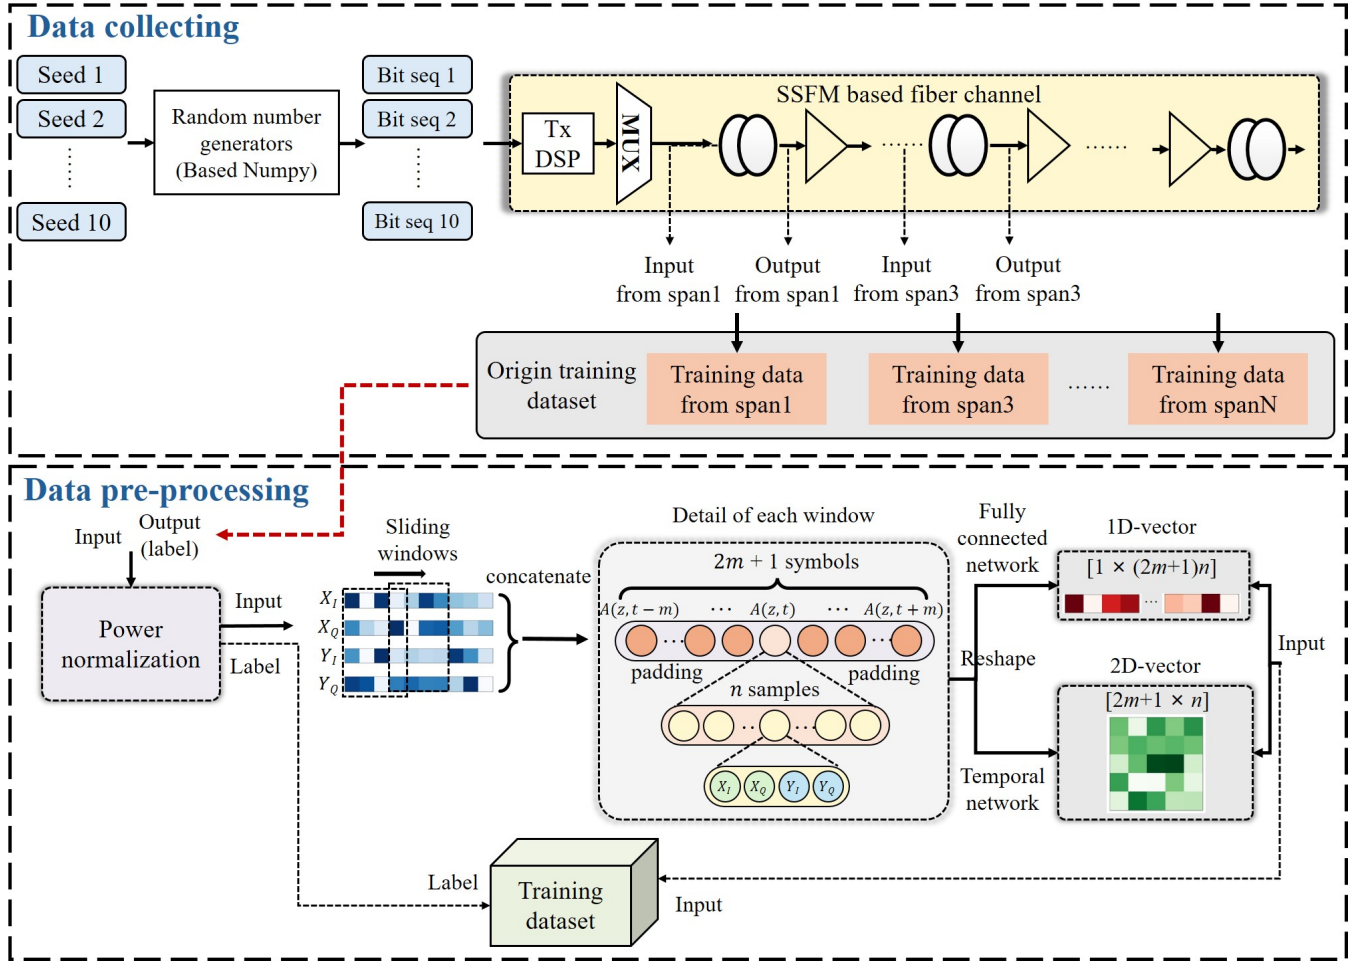 Data collecting
Seed 1
Seed 2
Seed 10
Random number
generators
(Based Numpy)
Bit seq 1
Bit seq 2
Bit seq 10
SSFM based fiber channel
Tx
DSP
MUX
......
......
Input
from span1
Output
from span1
Input
from span3
Output
from span3
Origin training
dataset
Training data
from span1
Training data
from span3
......
Training data
from spanN
Data pre-processing
Input
Output
(label)
Power
normalization
Input
Label
Sliding
windows
X_I
X_Q
Y_I
Y_Q
concatenate
Detail of each window
2m + 1 symbols
A(z, t − m) ... A(z, t) ... A(z, t + m)
padding
padding
n samples
X_I X_Q Y_I Y_Q
Fully
connected
network
Reshape
Temporal
network
1D-vector
[1 × (2m+1)n]
...
2D-vector
[2m+1 × n]
Input
Label
Training
dataset
Input